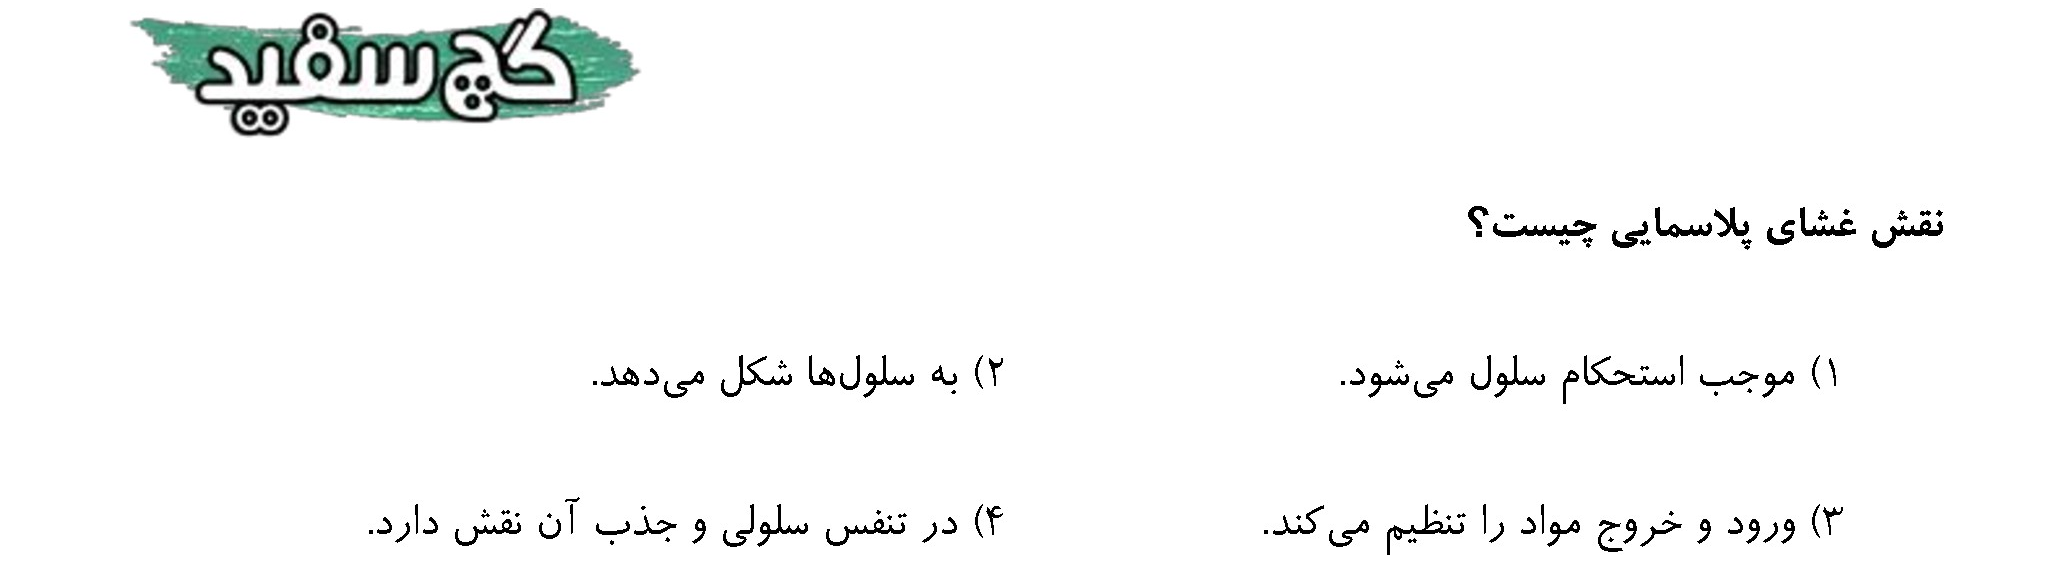 گچ سفید
نقش غشای پلاسمایی چیست؟
۱) موجب استحکام سلول می‌شود.
۲) به سلول‌ها شکل می‌دهد.
۳) ورود و خروج مواد را تنظیم می‌کند.
۴) در تنفس سلولی و جذب آن نقش دارد.